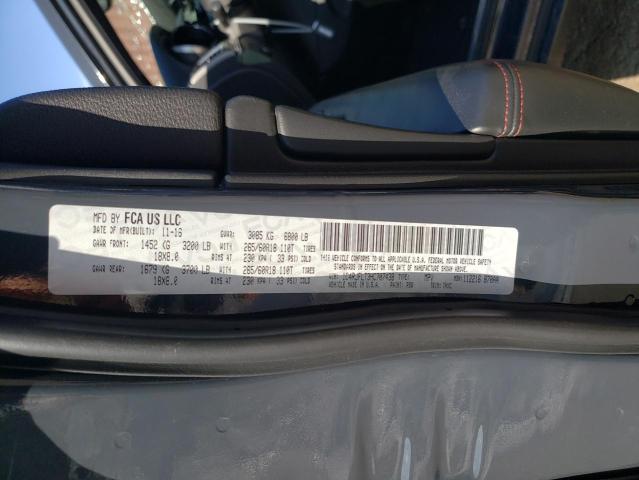 MFD BY FCA US LLC
DATE OF MFR(BUILT): 11-16 GVWR: 3085 KG 6800 LB
GAWR FRONT: 1452 KG 3200 LB WITH 265/60R18 110T TIRES
18X8.0 RIMS AT 230 KPA ( 33 PSI) COLD
GAWR REAR: 1679 KG 3700 LB WITH 265/60R18 110T TIRES
18X8.0 RIMS AT 230 KPA ( 33 PSI) COLD
THIS VEHICLE CONFORMS TO ALL APPLICABLE U.S.A. FEDERAL MOTOR VEHICLE SAFETY
STANDARDS IN EFFECT ON THE DATE OF MANUFACTURE SHOWN ABOVE.
TYPE: MPV
VEHICLE MADE IN U.S.A. PAINT: TRIM: